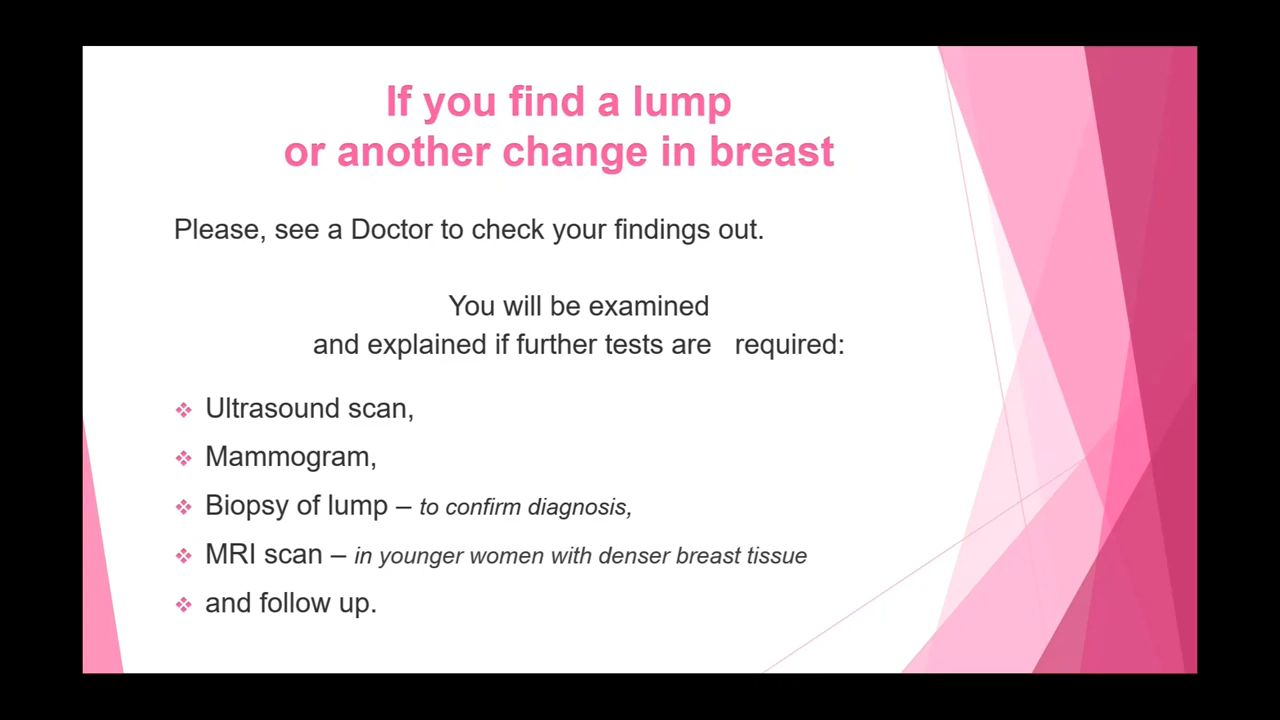 If you find a lump
or another change in breast
Please, see a Doctor to check your findings out.
You will be examined
and explained if further tests are   required:
❖ Ultrasound scan,
❖ Mammogram,
❖ Biopsy of lump – to confirm diagnosis,
❖ MRI scan – in younger women with denser breast tissue
❖ and follow up.